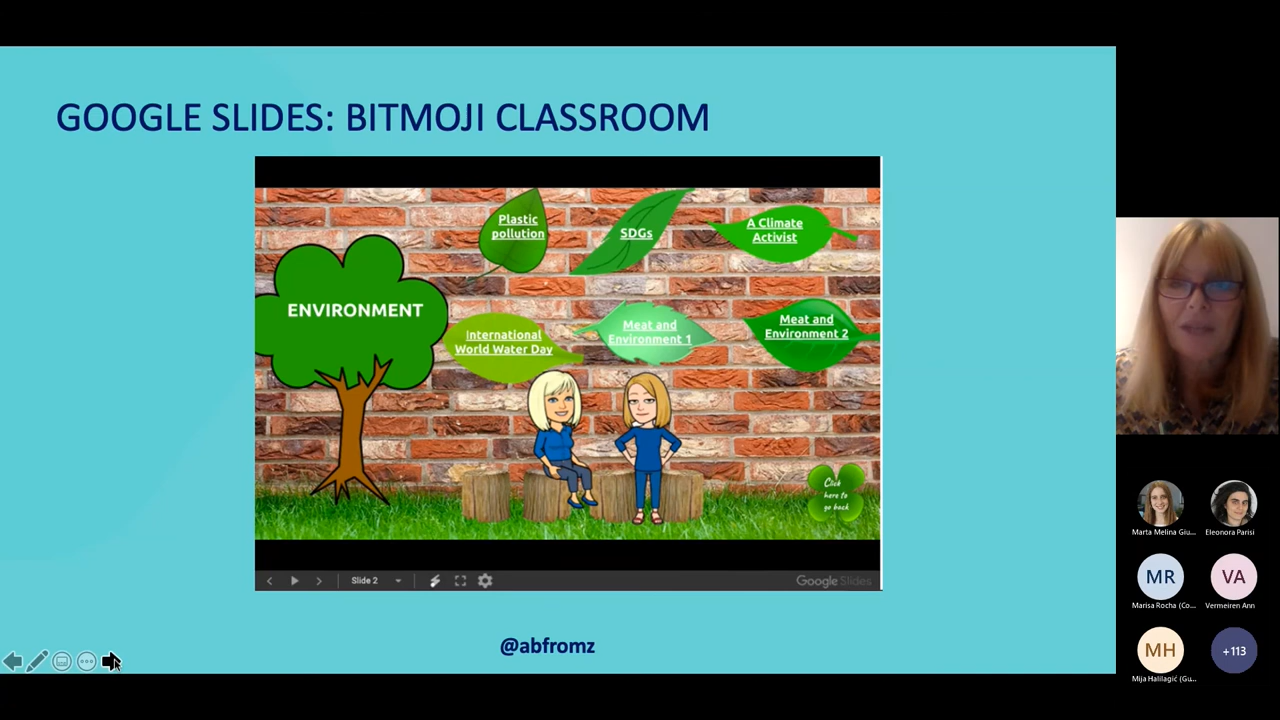 GOOGLE SLIDES: BITMOJI CLASSROOM
Plastic
pollution
SDGs
A Climate
Activist
ENVIRONMENT
International
World Water Day
Meat and
Environment 1
Meat and
Environment 2
Click
here to
go back
Slide 2
Google Slides
@abfromz
Marta Melina Giu...
Eleonora Parisi
MR
VA
Marisa Rocha (Co...
Vermeiren Ann
MH
+113
Mija Halilagić (Gu...